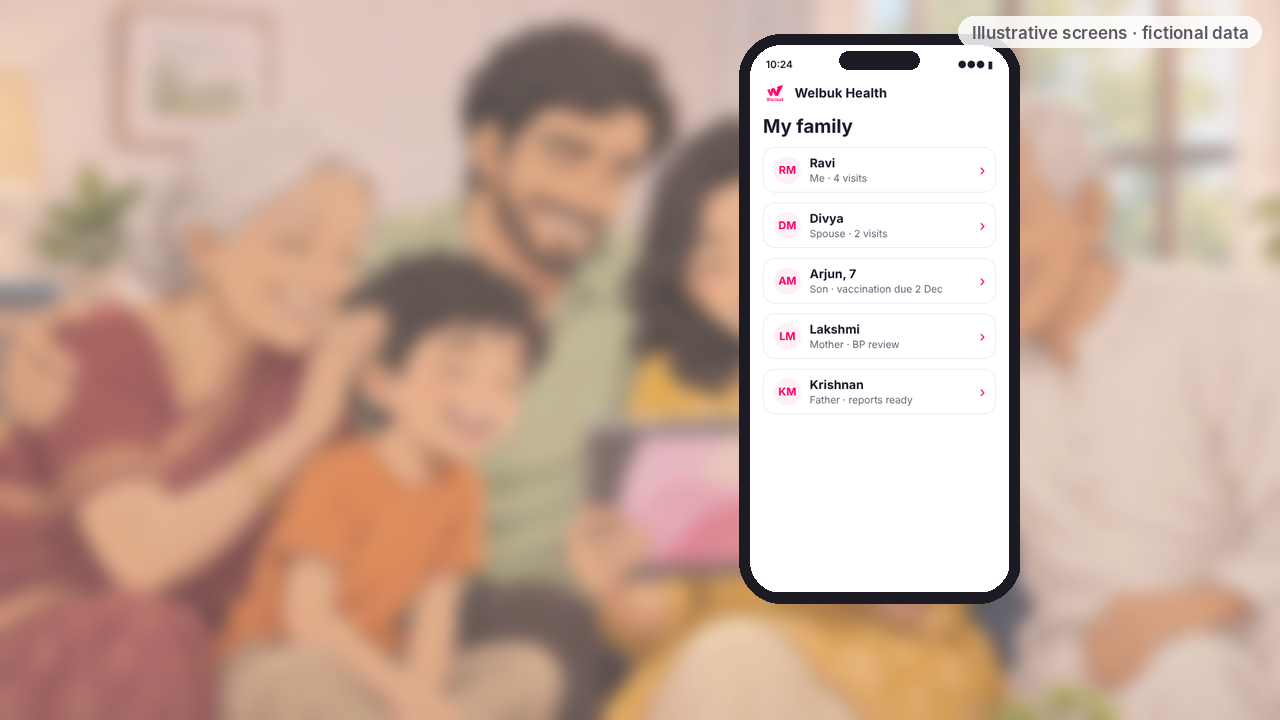 Illustrative screens · fictional data
10:24
Welbuk
Welbuk Health
My family
RM
Ravi
Me · 4 visits
›
DM
Divya
Spouse · 2 visits
›
AM
Arjun, 7
Son · vaccination due 2 Dec
›
LM
Lakshmi
Mother · BP review
›
KM
Krishnan
Father · reports ready
›